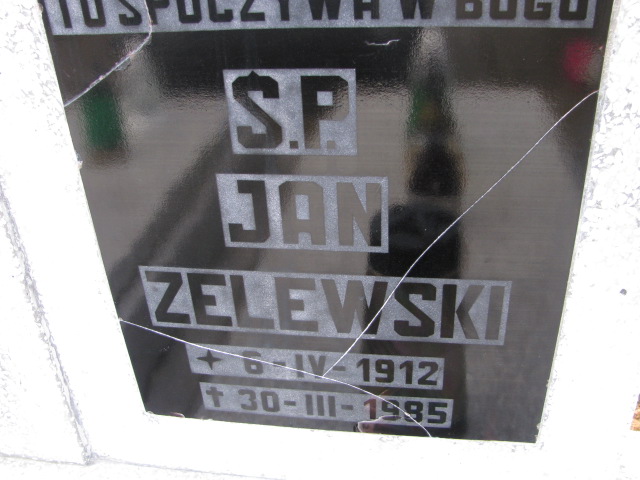 TU SPOCZYWA W BOGU
Ś.P.
JAN
ZELEWSKI
6-IV-1912
† 30-III-1985